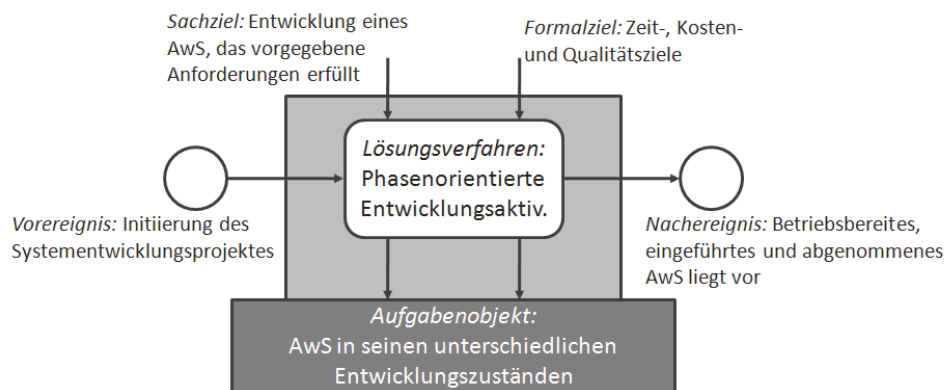 Sachziel: Entwicklung eines
AwS, das vorgegebene
Anforderungen erfüllt
Formalziel: Zeit-, Kosten-
und Qualitätsziele
Lösungsverfahren:
Phasenorientierte
Entwicklungsaktiv.
Vorereignis: Initiierung des
Systementwicklungsprojektes
Nachereignis: Betriebsbereites,
eingeführtes und abgenommenes
AwS liegt vor
Aufgabenobjekt:
AwS in seinen unterschiedlichen
Entwicklungszuständen